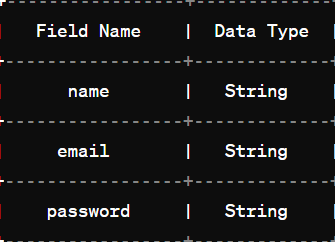 Field Name | Data Type
name | String
email | String
password | String